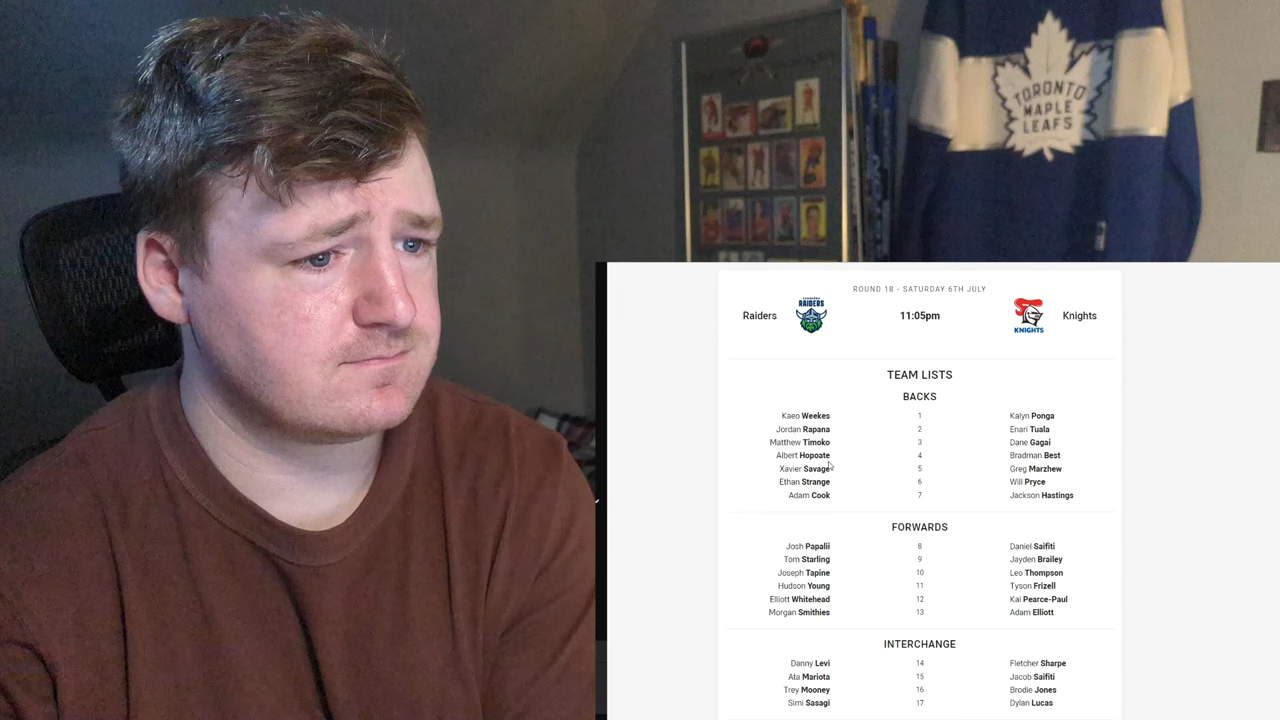 TORONTO
MAPLE
LEAFS
ROUND 18 - SATURDAY 6TH JULY
Raiders
RAIDERS
11:05pm
KNIGHTS
Knights
TEAM LISTS
BACKS
Kaeo Weekes 1 Kalyn Ponga
Jordan Rapana 2 Enari Tuala
Matthew Timoko 3 Dane Gagai
Albert Hopoate 4 Bradman Best
Xavier Savage 5 Greg Marzhew
Ethan Strange 6 Will Pryce
Adam Cook 7 Jackson Hastings
FORWARDS
Josh Papalii 8 Daniel Saifiti
Tom Starling 9 Jayden Brailey
Joseph Tapine 10 Leo Thompson
Hudson Young 11 Tyson Frizell
Elliott Whitehead 12 Kai Pearce-Paul
Morgan Smithies 13 Adam Elliott
INTERCHANGE
Danny Levi 14 Fletcher Sharpe
Ata Mariota 15 Jacob Saifiti
Trey Mooney 16 Brodie Jones
Simi Sasagi 17 Dylan Lucas